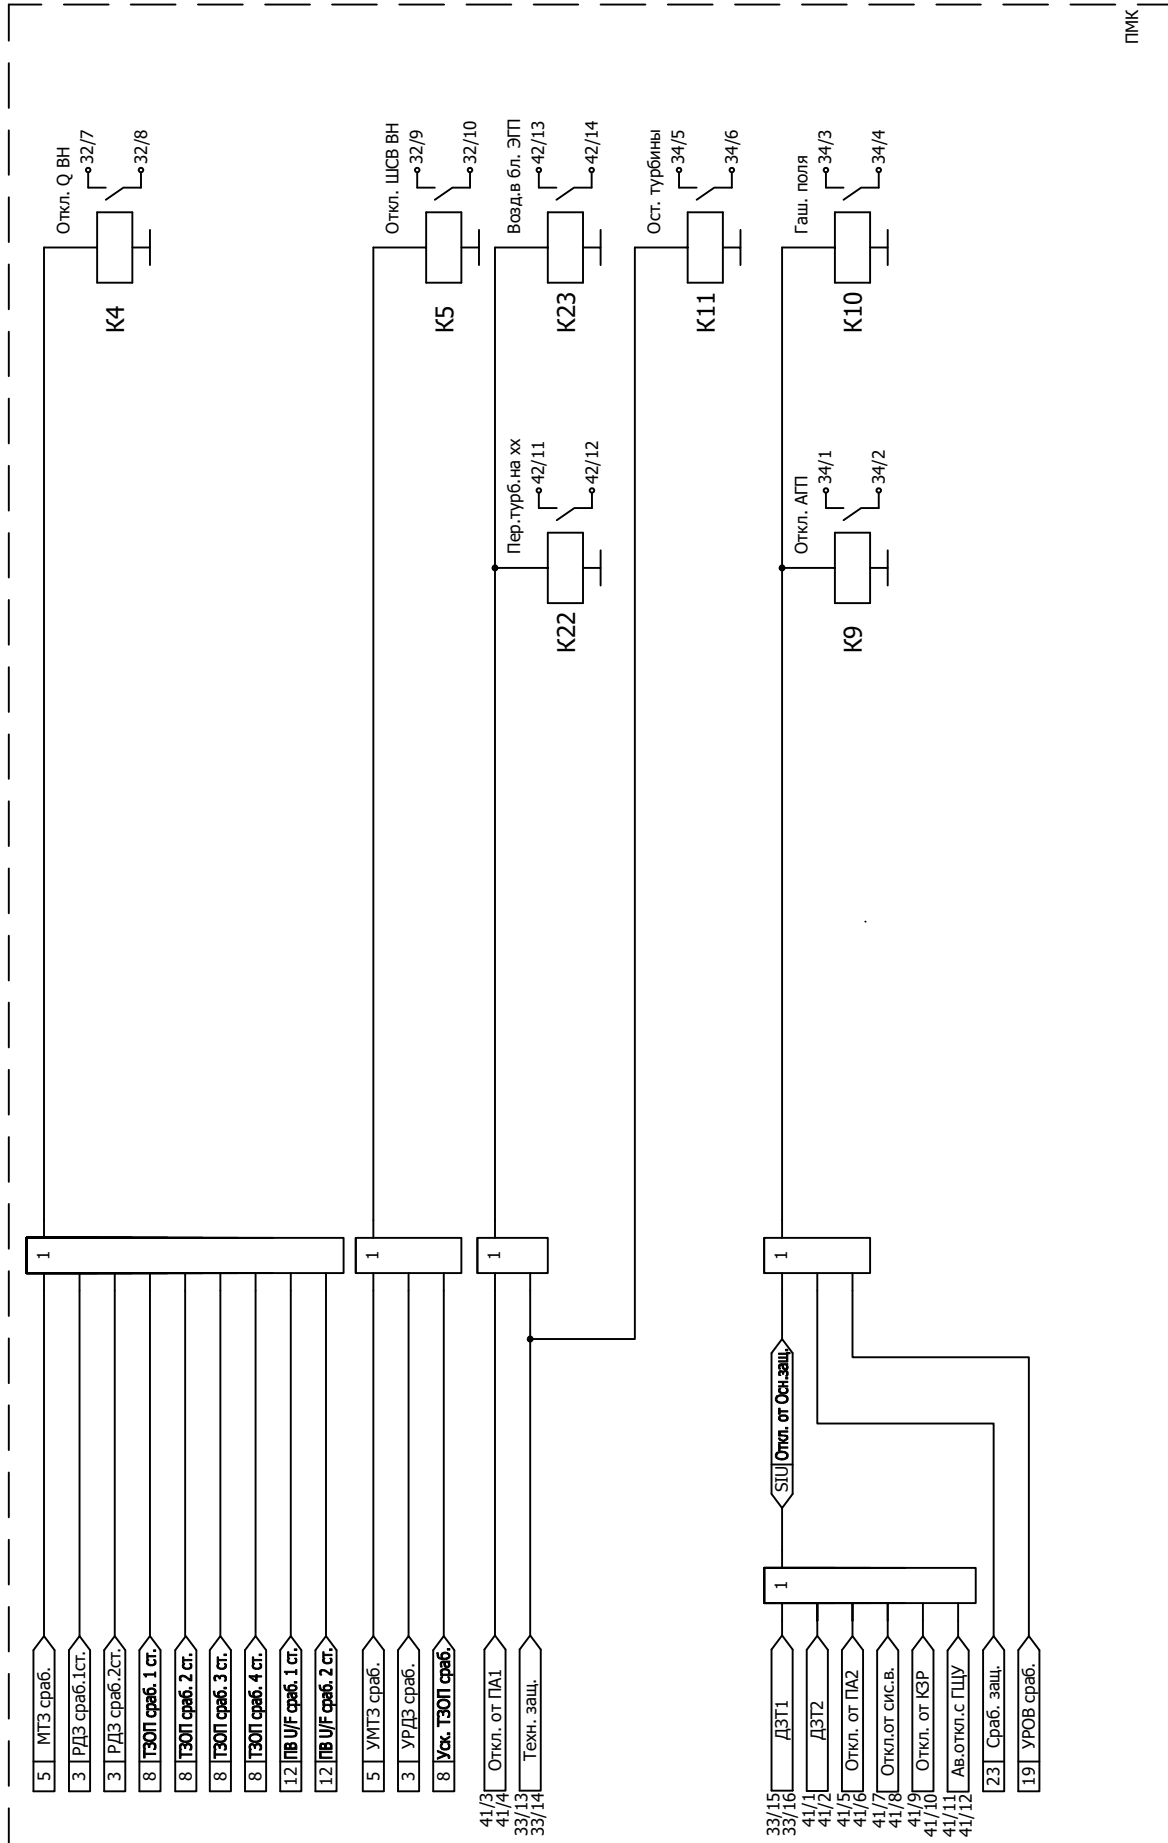 ПМК
Откл. Q ВН
32/7
32/8
К4
Откл. ШСВ ВН
32/9
32/10
К5
Возд.в бл. ЭГП
42/13
42/14
К23
Ост. турбины
34/5
34/6
К11
Гаш. поля
34/3
34/4
К10
Пер.турб.на хх
42/11
42/12
К22
Откл. АГП
34/1
34/2
К9
1
1
1
1
5 МТЗ сраб.
3 РДЗ сраб.1ст.
3 РДЗ сраб.2ст.
8 ТЗОП сраб. 1 ст.
8 ТЗОП сраб. 2 ст.
8 ТЗОП сраб. 3 ст.
8 ТЗОП сраб. 4 ст.
12 ПВ U/F сраб. 1 ст.
12 ПВ U/F сраб. 2 ст.
5 УМТЗ сраб.
3 УРДЗ сраб.
8 Уск. ТЗОП сраб.
41/3
41/4
Откл. от ПА1
33/13
33/14
Техн. защ.
SIU Откл. от Осн.защ.
1
33/15
33/16
ДЗТ1
41/1
41/2
ДЗТ2
41/5
41/6
Откл. от ПА2
41/7
41/8
Откл.от сис.в.
41/9
41/10
Откл. от КЗР
41/11
41/12
Ав.откл.с ГЩУ
23 Сраб. защ.
19 УРОВ сраб.